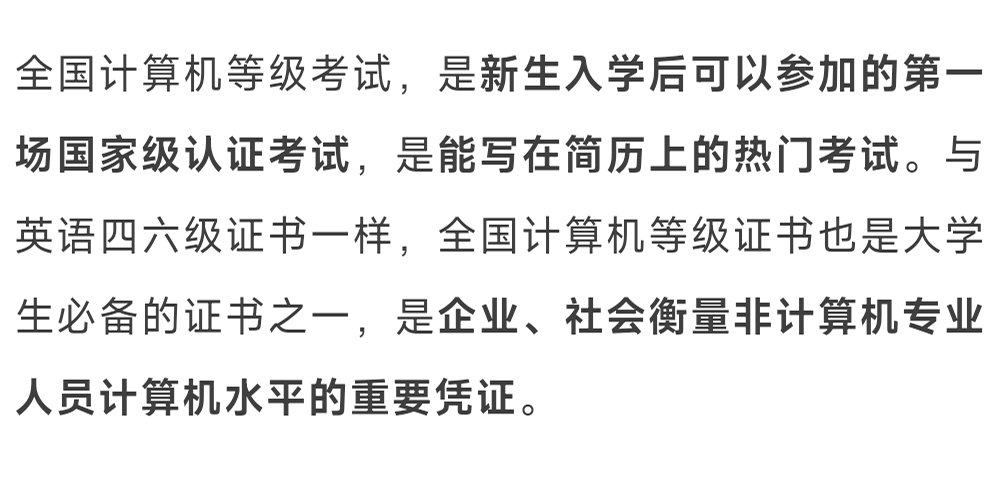 全国计算机等级考试，是新生入学后可以参加的第一
场国家级认证考试，是能写在简历上的热门考试。与
英语四六级证书一样，全国计算机等级证书也是大学
生必备的证书之一，是企业、社会衡量非计算机专业
人员计算机水平的重要凭证。